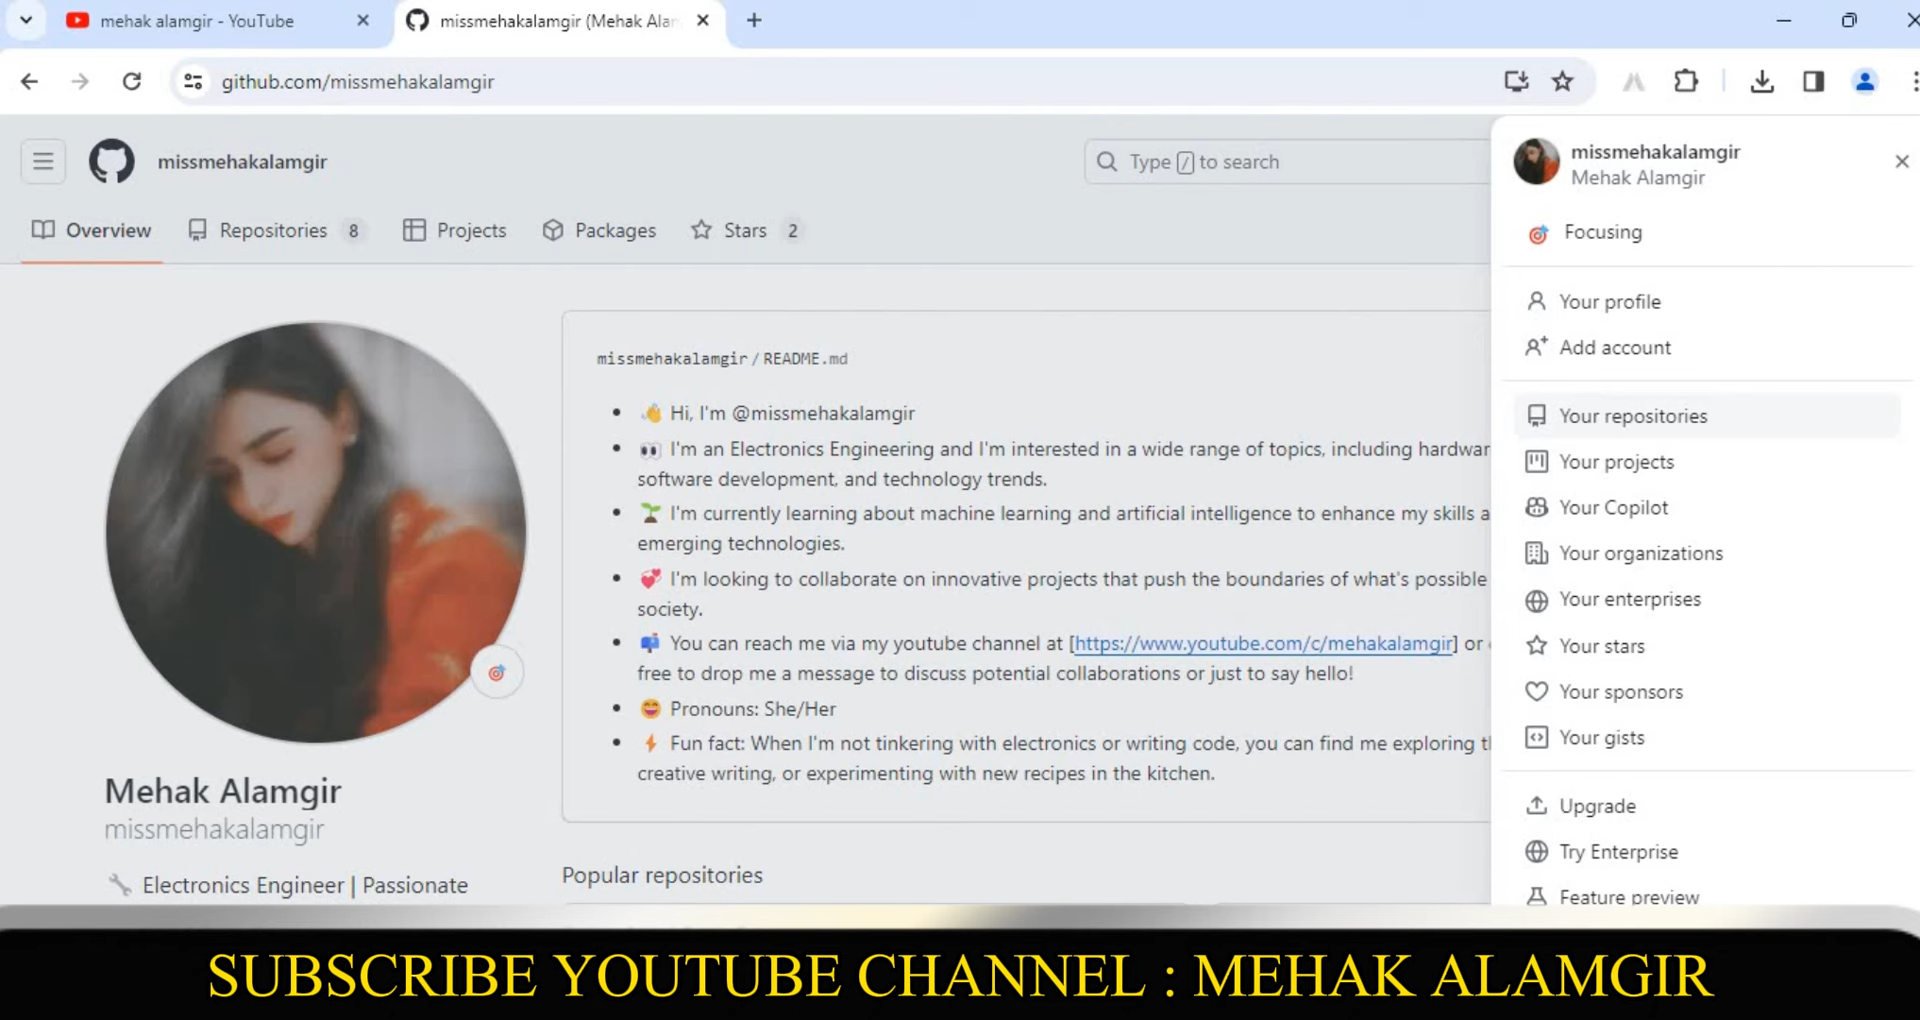 mehak alamgir - YouTube
missmehakalamgir (Mehak Alam
github.com/missmehakalamgir
missmehakalamgir
Type / to search
Overview
Repositories 8
Projects
Packages
Stars 2
missmehakalamgir / README.md
Hi, I'm @missmehakalamgir
I'm an Electronics Engineering and I'm interested in a wide range of topics, including hardwar
software development, and technology trends.
I'm currently learning about machine learning and artificial intelligence to enhance my skills a
emerging technologies.
I'm looking to collaborate on innovative projects that push the boundaries of what's possible
society.
You can reach me via my youtube channel at [https://www.youtube.com/c/mehakalamgir] or
free to drop me a message to discuss potential collaborations or just to say hello!
Pronouns: She/Her
Fun fact: When I'm not tinkering with electronics or writing code, you can find me exploring t
creative writing, or experimenting with new recipes in the kitchen.
Mehak Alamgir
missmehakalamgir
Electronics Engineer | Passionate
Popular repositories
missmehakalamgir
Mehak Alamgir
Focusing
Your profile
Add account
Your repositories
Your projects
Your Copilot
Your organizations
Your enterprises
Your stars
Your sponsors
Your gists
Upgrade
Try Enterprise
Feature preview
SUBSCRIBE YOUTUBE CHANNEL : MEHAK ALAMGIR